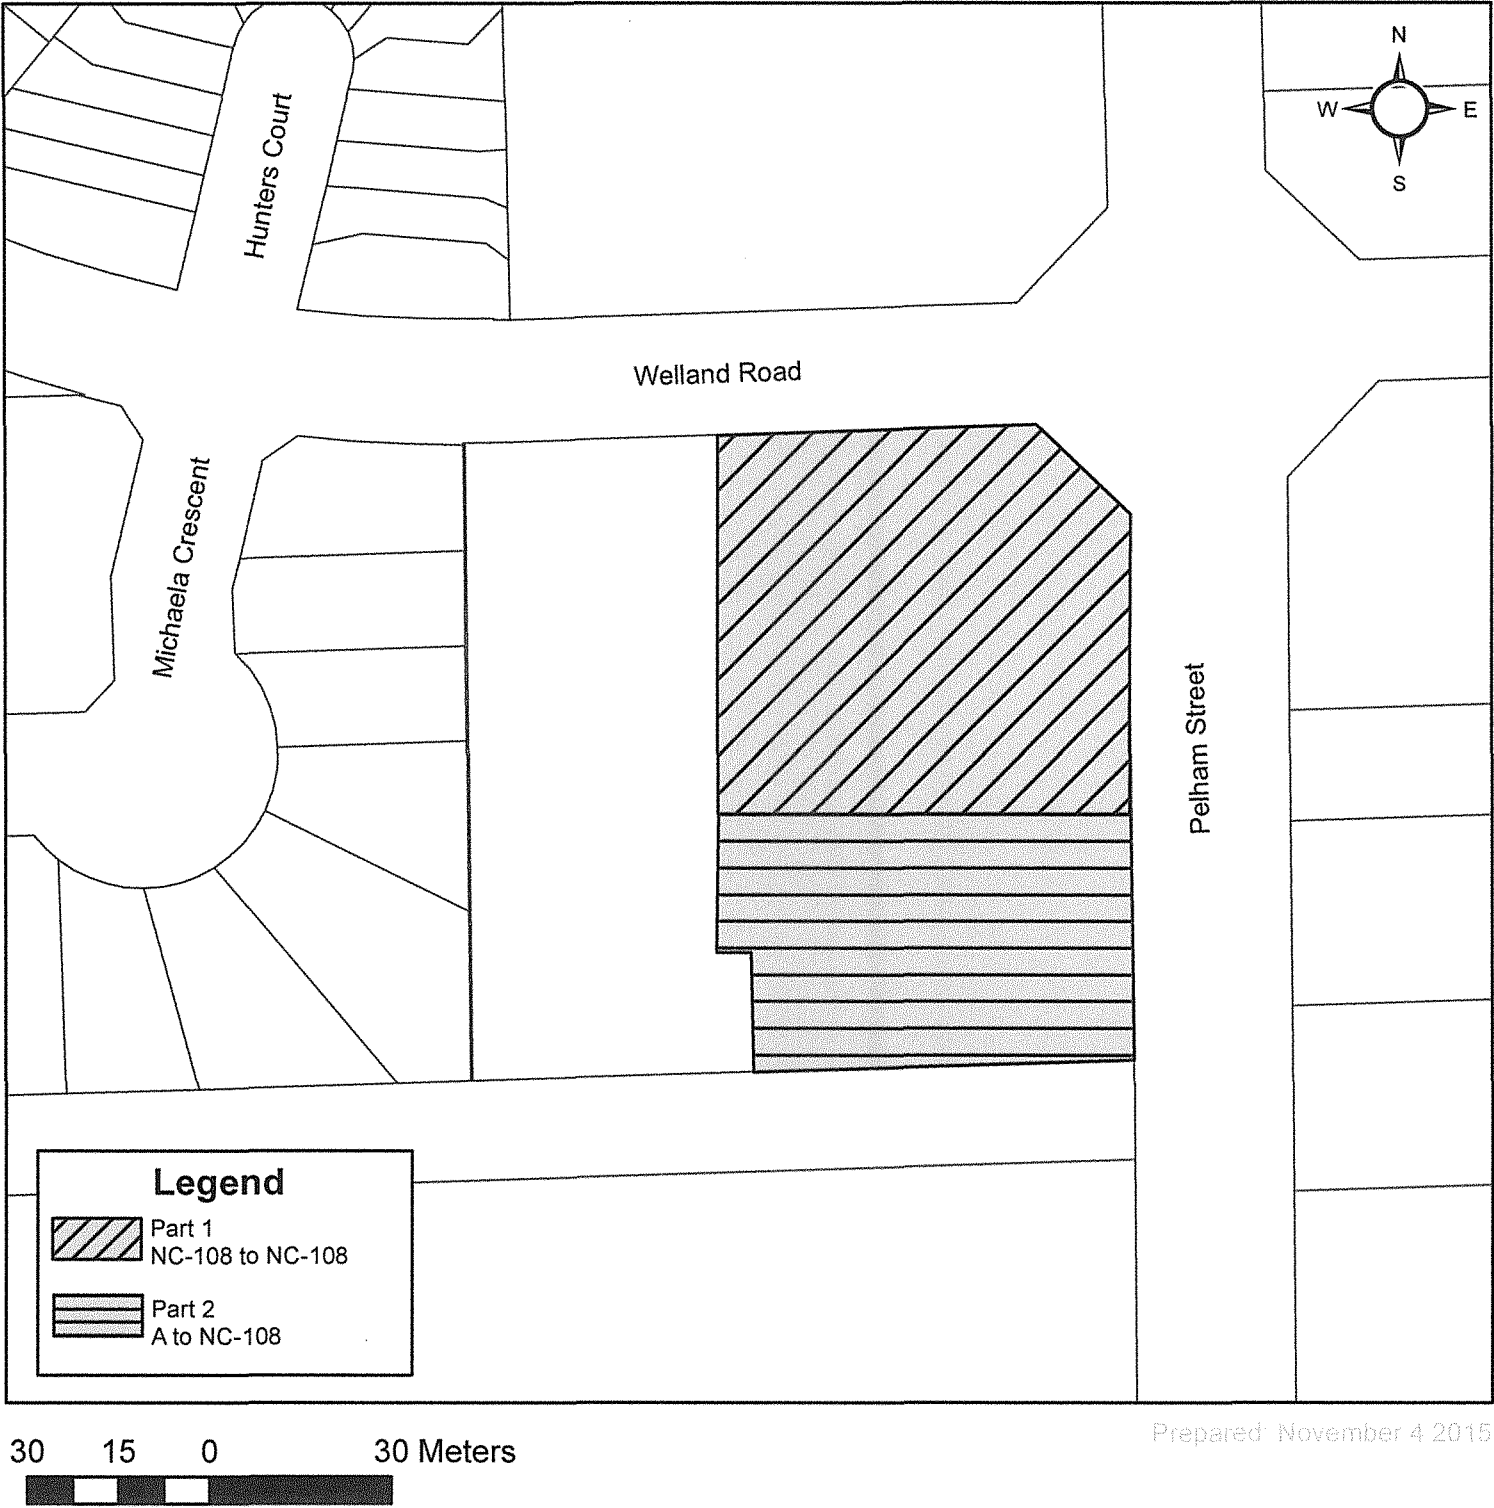 N
W E
S
Hunters Court
Welland Road
Michaela Crescent
Pelham Street
Legend
Part 1
NC-108 to NC-108
Part 2
A to NC-108
Prepared: November 4 2015
30 15 0 30 Meters